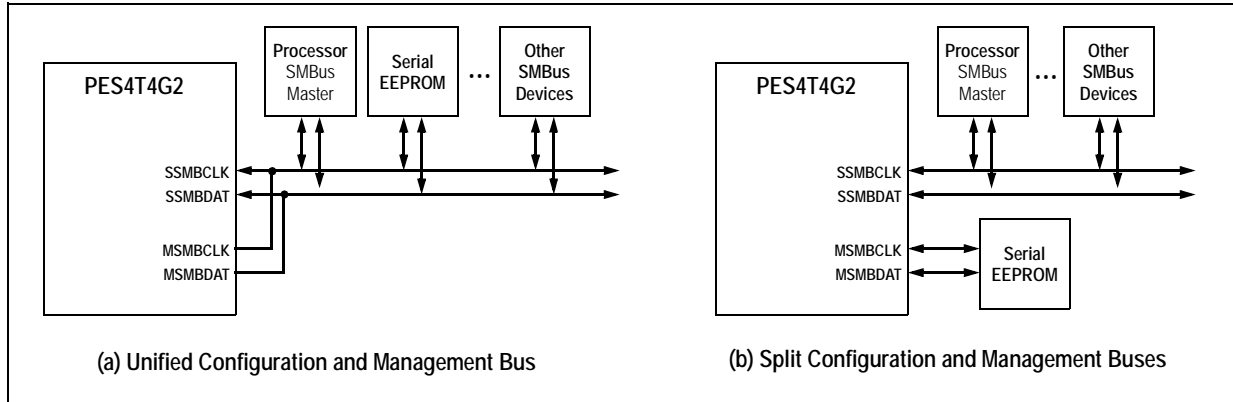 PES4T4G2
Processor
SMBus
Master
Serial
EEPROM
...
Other
SMBus
Devices
SSMBCLK
SSMBDAT
MSMBCLK
MSMBDAT
(a) Unified Configuration and Management Bus
PES4T4G2
Processor
SMBus
Master
...
Other
SMBus
Devices
SSMBCLK
SSMBDAT
MSMBCLK
MSMBDAT
Serial
EEPROM
(b) Split Configuration and Management Buses